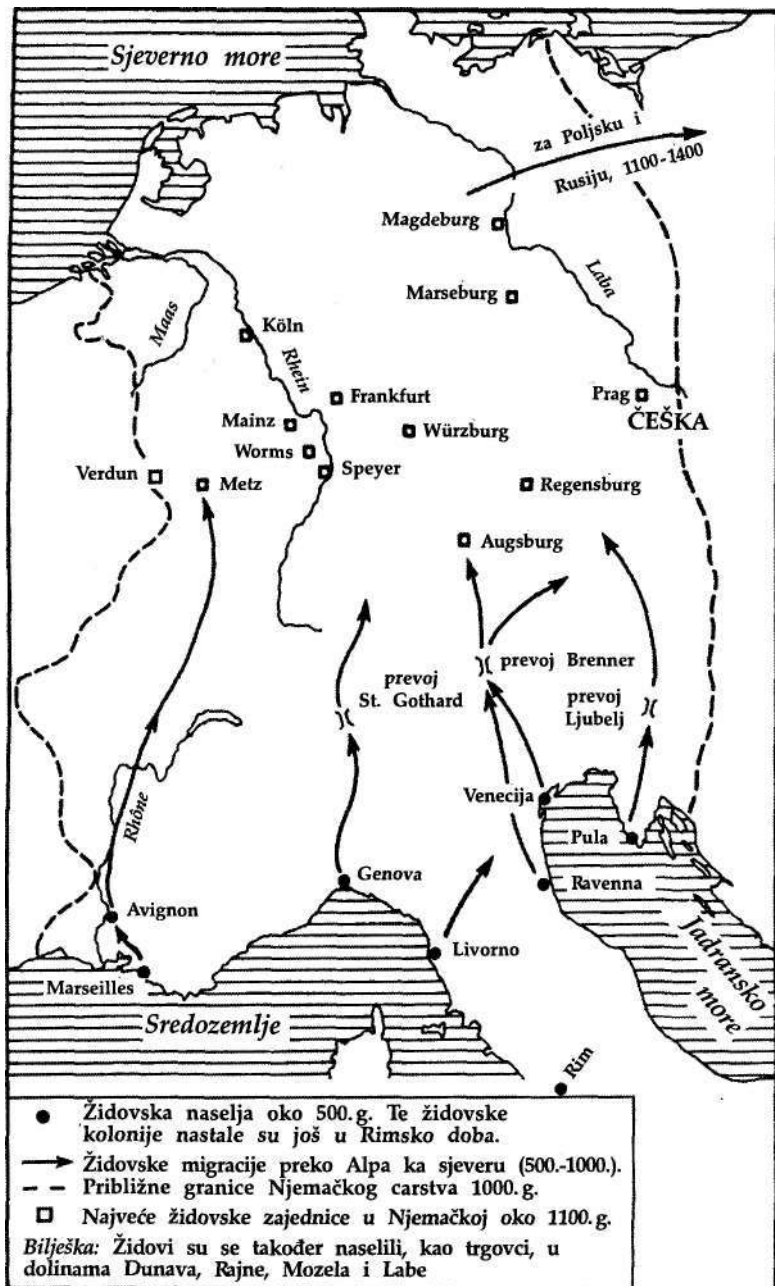 Sjeverno more
za Poljsku i
Rusiju, 1100-1400
Magdeburg
Laba
Marseburg
Maas
Köln
Rhein
Frankfurt
Prag
ČEŠKA
Mainz
Würzburg
Worms
Verdun
Metz
Speyer
Regensburg
Augsburg
prevoj Brenner
prevoj
St. Gothard
prevoj
Ljubelj
Rhône
Venecija
Pula
Genova
Ravenna
Avignon
Livorno
Jadransko
more
Marseilles
Sredozemlje
Rim
Židovska naselja oko 500. g. Te židovske
kolonije nastale su još u Rimsko doba.
Židovske migracije preko Alpa ka sjeveru (500.-1000.).
Približne granice Njemačkog carstva 1000. g.
Najveće židovske zajednice u Njemačkoj oko 1100. g.
Bilješka: Židovi su se također naselili, kao trgovci, u
dolinama Dunava, Rajne, Mozela i Labe